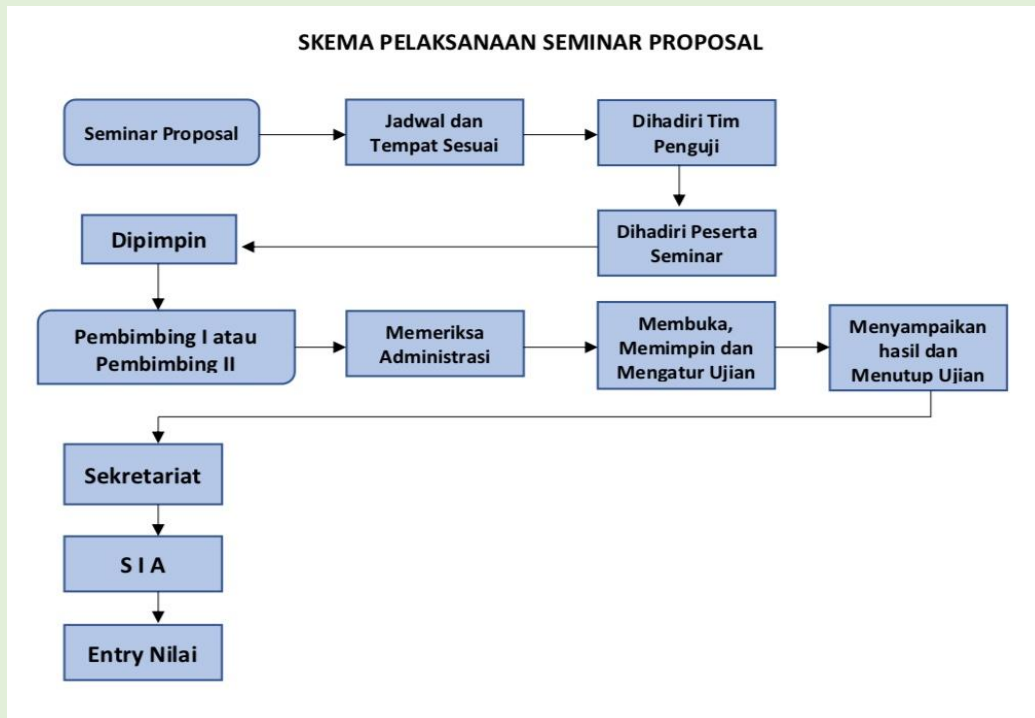 SKEMA PELAKSANAAN SEMINAR PROPOSAL
Seminar Proposal
Jadwal dan
Tempat Sesuai
Dihadiri Tim
Penguji
Dihadiri Peserta
Seminar
Dipimpin
Pembimbing I atau
Pembimbing II
Memeriksa
Administrasi
Membuka,
Memimpin dan
Mengatur Ujian
Menyampaikan
hasil dan
Menutup Ujian
Sekretariat
S I A
Entry Nilai